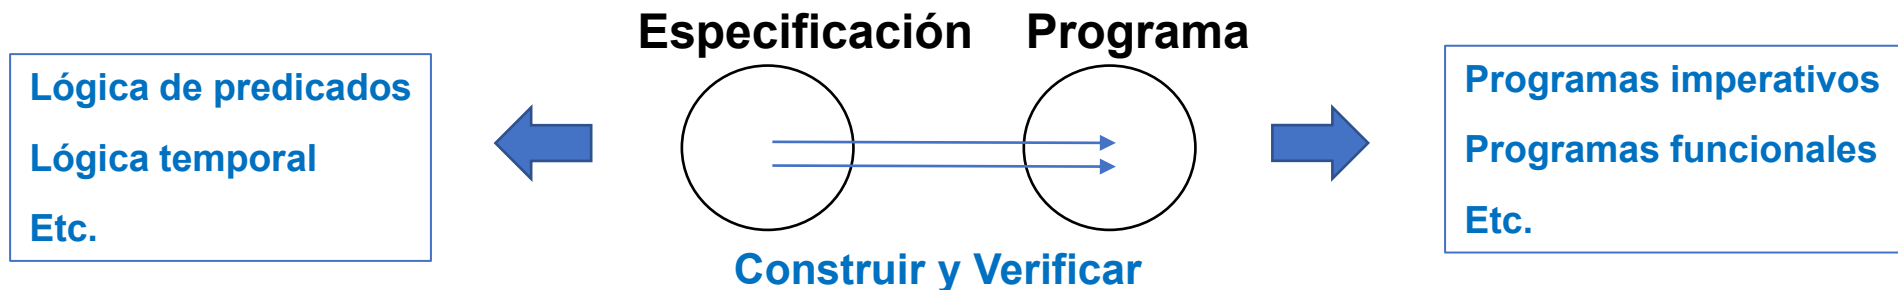 Especificación Programa
Lógica de predicados
Lógica temporal
Etc.
Programas imperativos
Programas funcionales
Etc.
Construir y Verificar